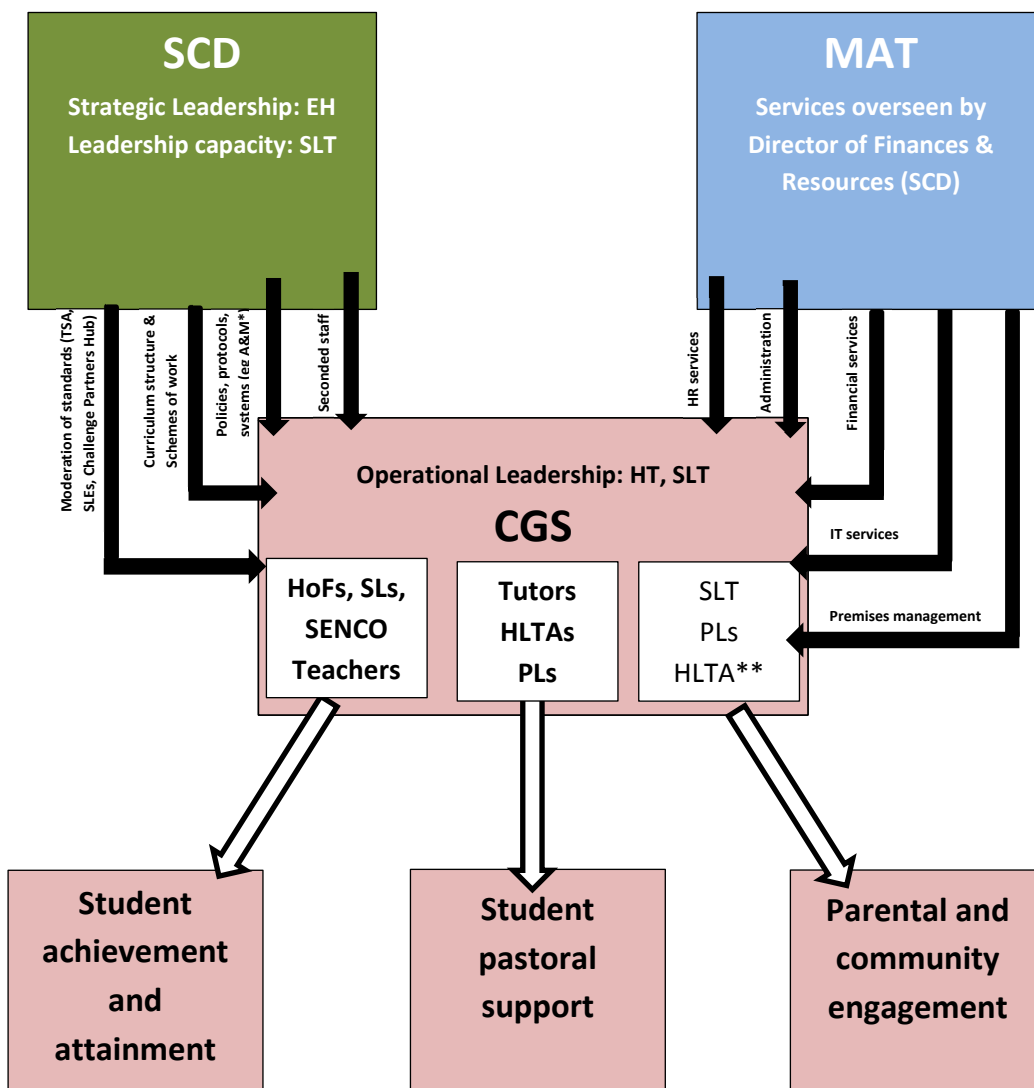 SCD
Strategic Leadership: EH
Leadership capacity: SLT
MAT
Services overseen by
Director of Finances &
Resources (SCD)
Moderation of standards (TSA,
SLEs, Challenge Partners Hub)
Curriculum structure &
Schemes of work
Policies, protocols,
systems (eg A&M*)
Seconded staff
HR services
Administration
Financial services
IT services
Premises management
Operational Leadership: HT, SLT
CGS
HoFs, SLs,
SENCO
Teachers
Tutors
HLTAs
PLs
SLT
PLs
HLTA**
Student
achievement
and
attainment
Student
pastoral
support
Parental and
community
engagement